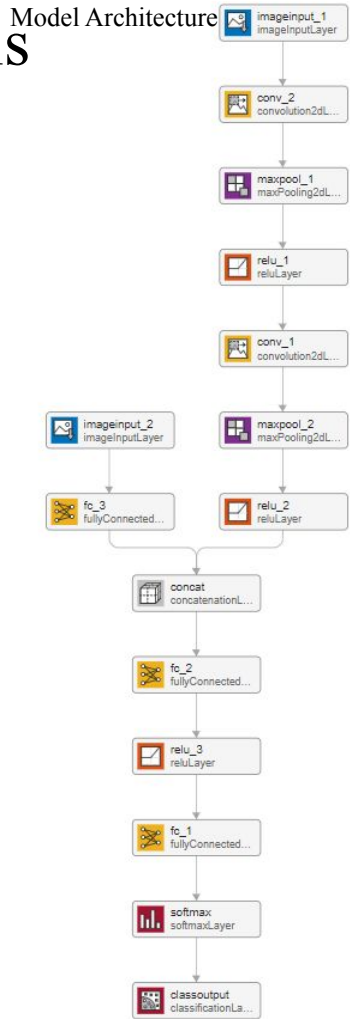 Model Architecture
imageinput_1
imageInputLayer
conv_2
convolution2dL...
maxpool_1
maxPooling2dL...
relu_1
reluLayer
conv_1
convolution2dL...
imageinput_2
imageInputLayer
maxpool_2
maxPooling2dL...
fc_3
fullyConnected...
relu_2
reluLayer
concat
concatenationL...
fc_2
fullyConnected...
relu_3
reluLayer
fc_1
fullyConnected...
softmax
softmaxLayer
classoutput
classificationLa...